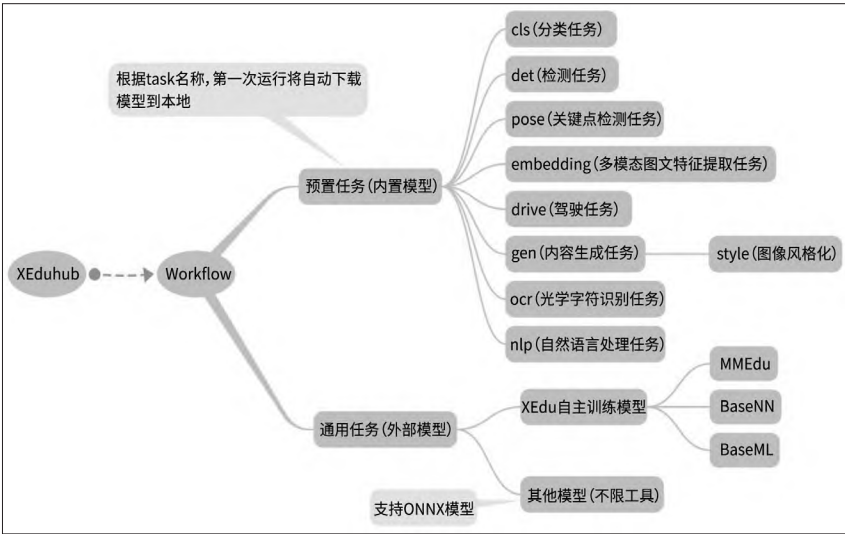 XEduhub
Workflow
根据task名称，第一次运行将自动下载
模型到本地
预置任务（内置模型）
cls（分类任务）
det（检测任务）
pose（关键点检测任务）
embedding（多模态图文特征提取任务）
drive（驾驶任务）
gen（内容生成任务）
style（图像风格化）
ocr（光学字符识别任务）
nlp（自然语言处理任务）
通用任务（外部模型）
XEdu自主训练模型
MMEdu
BaseNN
BaseML
其他模型（不限工具）
支持ONNX模型